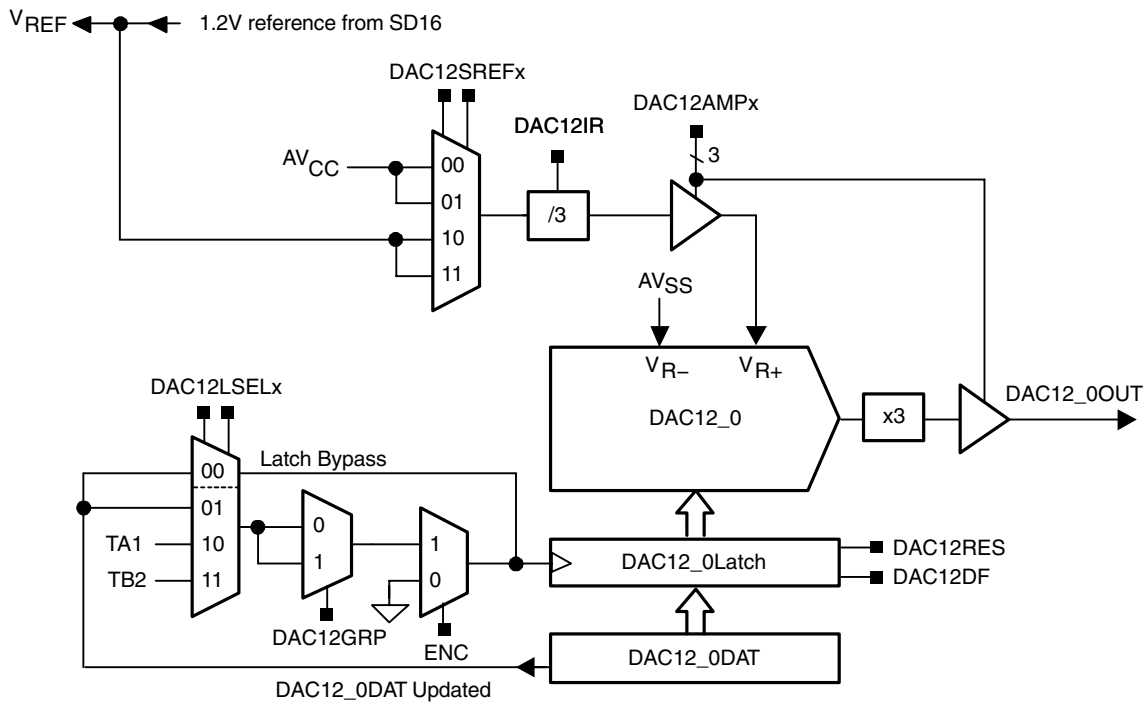 VREF
1.2V reference from SD16
DAC12SREFx
DAC12AMPx
DAC12IR
3
AVCC
00
01
10
11
/3
AVSS
VR−
VR+
DAC12_0
x3
DAC12_0OUT
DAC12LSELx
Latch Bypass
00
01
10
11
TA1
TB2
0
1
1
0
DAC12GRP
ENC
DAC12_0Latch
DAC12RES
DAC12DF
DAC12_0DAT
DAC12_0DAT Updated